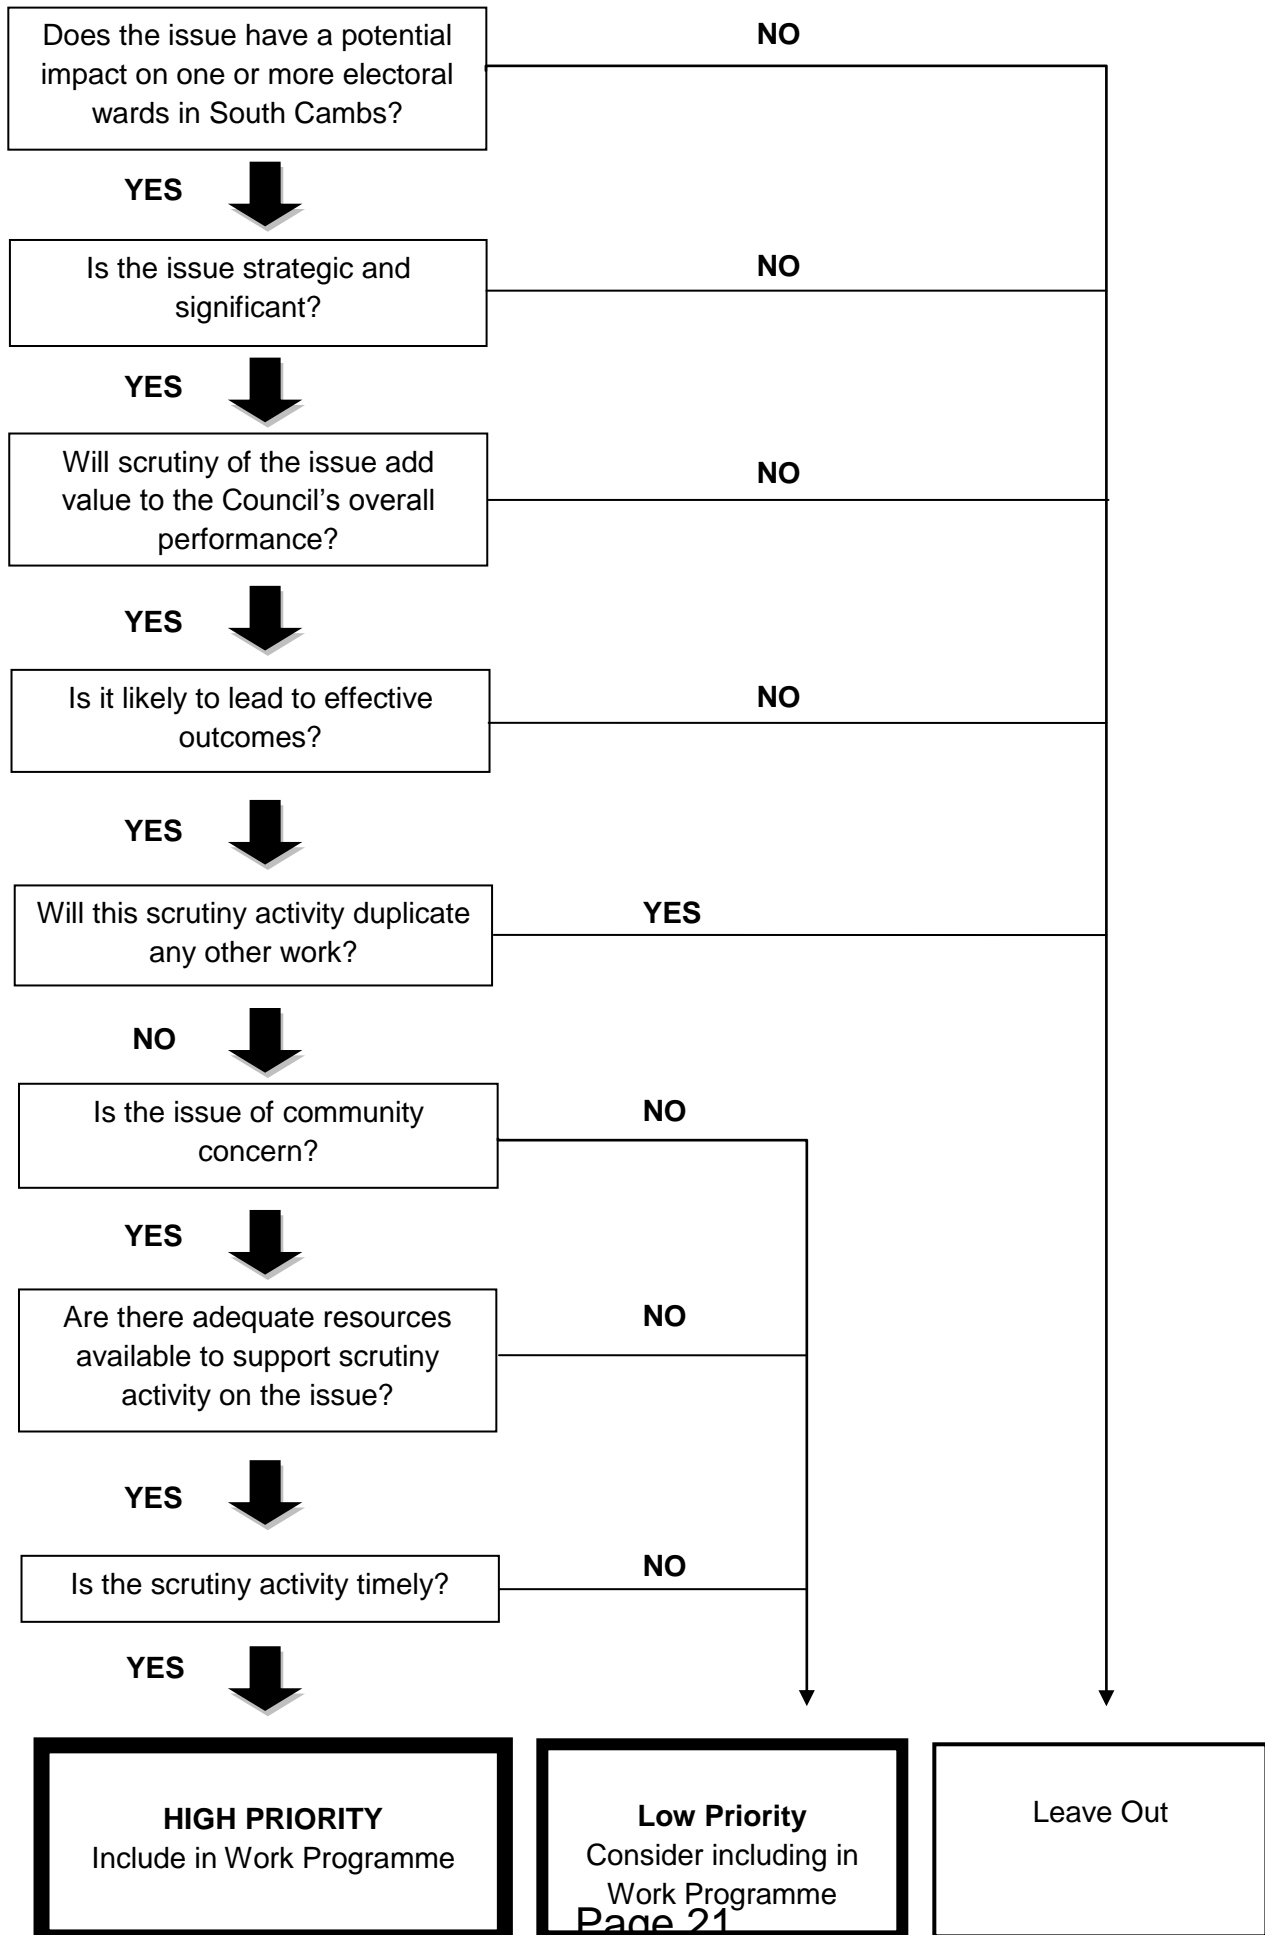 Does the issue have a potential
impact on one or more electoral
wards in South Cambs?
NO
YES
Is the issue strategic and
significant?
NO
YES
Will scrutiny of the issue add
value to the Council’s overall
performance?
NO
YES
Is it likely to lead to effective
outcomes?
NO
YES
Will this scrutiny activity duplicate
any other work?
YES
NO
Is the issue of community
concern?
NO
YES
Are there adequate resources
available to support scrutiny
activity on the issue?
NO
YES
Is the scrutiny activity timely?
NO
YES
HIGH PRIORITY
Include in Work Programme
Low Priority
Consider including in
Work Programme
Leave Out
Page 21